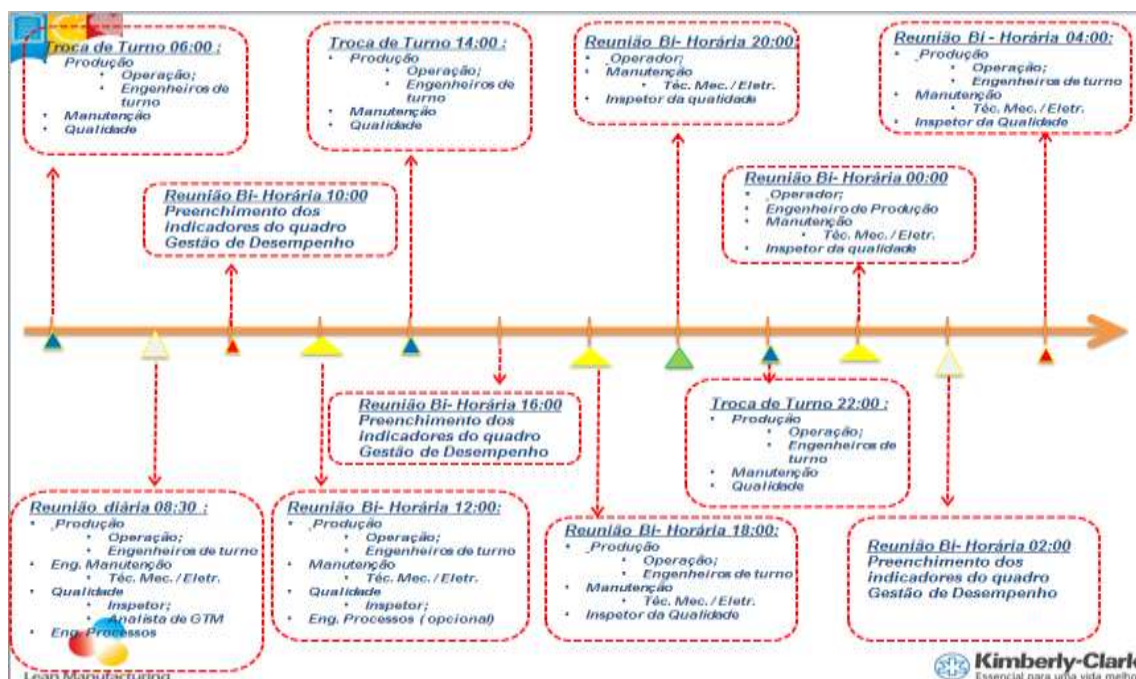 Troca de Turno 06:00 :
• Produção
• Operação;
• Engenheiros de
turno
• Manutenção
• Qualidade
Troca de Turno 14:00 :
• Produção
• Operação;
• Engenheiros de
turno
• Manutenção
• Qualidade
Reunião Bi- Horária 20:00:
• Operador;
• Manutenção
• Téc. Mec. / Eletr.
• Inspetor da qualidade
Reunião Bi - Horária 04:00:
• Produção
• Operação;
• Engenheiros de turno
• Manutenção
• Téc. Mec. / Eletr.
• Inspetor da Qualidade
Reunião Bi- Horária 10:00
Preenchimento dos
indicadores do quadro
Gestão de Desempenho
Reunião Bi- Horária 00:00
• Operador;
• Engenheiro de Produção
• Manutenção
• Téc. Mec. / Eletr.
• Inspetor da qualidade
Reunião Bi- Horária 16:00
Preenchimento dos
indicadores do quadro
Gestão de Desempenho
Troca de Turno 22:00 :
• Produção
• Operação;
• Engenheiros de
turno
• Manutenção
• Qualidade
Reunião diária 08:30 :
• Produção
• Operação;
• Engenheiros de turno
• Eng. Manutenção
• Téc. Mec. / Eletr.
• Qualidade
• Inspetor;
• Analista de GTM
• Eng. Processos
Reunião Bi- Horária 12:00:
• Produção
• Operação;
• Engenheiros de turno
• Manutenção
• Téc. Mec. / Eletr.
• Qualidade
• Inspetor;
• Eng. Processos ( opcional)
Reunião Bi- Horária 18:00:
• Produção
• Operação;
• Engenheiros de turno
• Manutenção
• Téc. Mec. / Eletr.
• Inspetor da Qualidade
Reunião Bi- Horária 02:00
Preenchimento dos
indicadores do quadro
Gestão de Desempenho
Lean Manufacturing
Kimberly-Clark
Essencial para uma vida melho